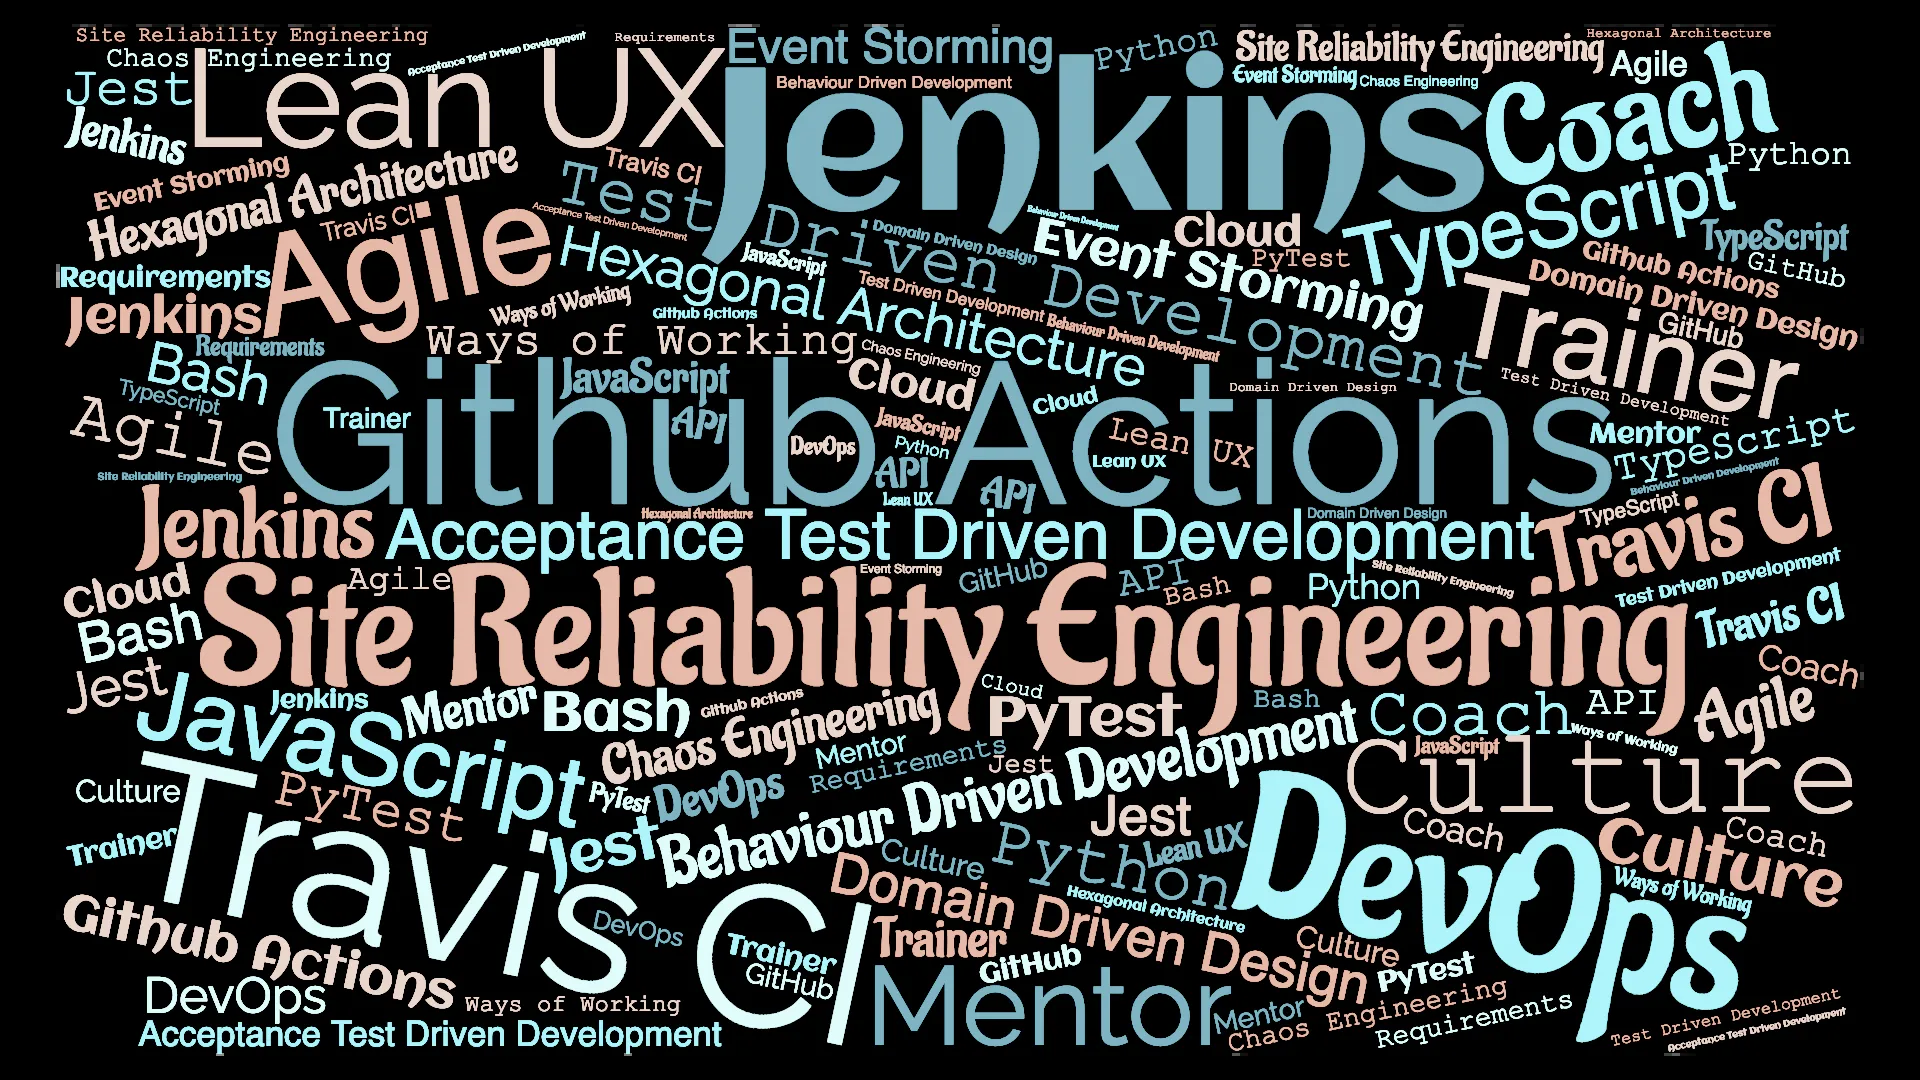 Site Reliability Engineering
Chaos Engineering
Acceptance Test Driven Development
Requirements
Event Storming
Python
Site Reliability Engineering
Hexagonal Architecture
Jest
Lean UX
Behaviour Driven Development
Jenkins
Event Storming
Chaos Engineering
Agile
Coach
Jenkins
Python
Event Storming
Hexagonal Architecture
Travis CI
Travis CI
Test Driven Development
Acceptance Test Driven Development
Agile
Domain Driven Design
Behaviour Driven Development
Event Storming
Cloud
PyTest
TypeScript
TypeScript
Github Actions
GitHub
Domain Driven Design
Requirements
Jenkins
Hexagonal Architecture
JavaScript
Test Driven Development
Behaviour Driven Development
Ways of Working
Github Actions
Trainer
GitHub
Requirements
Ways of Working
Chaos Engineering
Bash
TypeScript
JavaScript
Cloud
Cloud
Domain Driven Design
Test Driven Development
Agile
Trainer
Github Actions
API
DevOps
JavaScript
Python
Lean UX
Lean UX
Mentor
TypeScript
Site Reliability Engineering
API
API
Lean UX
Behaviour Driven Development
Jenkins
Hexagonal Architecture
Acceptance Test Driven Development
Domain Driven Design
TypeScript
Travis CI
Cloud
Agile
Event Storming
GitHub
API
Bash
Python
Site Reliability Engineering
Test Driven Development
Bash
Site Reliability Engineering
Travis CI
Jest
Jenkins
Mentor
Bash
Github Actions
Cloud
PyTest
Bash
Coach
API
Agile
Coach
JavaScript
Chaos Engineering
Mentor
Requirements
Jest
Ways of Working
JavaScript
Culture
Culture
PyTest
PyTest
DevOps
Behaviour Driven Development
Jest
Coach
Coach
Trainer
Travis CI
Jest
Culture
Python
Lean UX
DevOps
Culture
Ways of Working
Github Actions
DevOps
Domain Driven Design
Hexagonal Architecture
Trainer
Trainer
GitHub
GitHub
Culture
PyTest
DevOps
Ways of Working
Mentor
Mentor
Chaos Engineering
Requirements
Test Driven Development
Acceptance Test Driven Development
Acceptance Test Driven Development